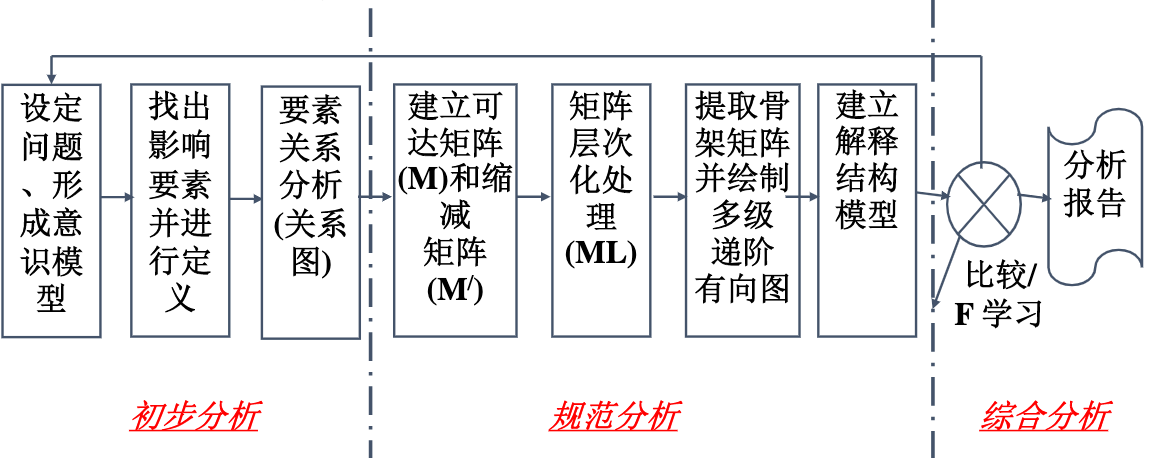 设定
问题
、形
成意
识模
型
找出
影响
要素
并进
行定
义
要素
关系
分析
(关系
图)
建立可
达矩阵
(M)和缩
减
矩阵
(M/)
矩阵
层次
化处
理
(ML)
提取骨
架矩阵
并绘制
多级
递阶
有向图
建立
解释
结构
模型
比较/
F 学习
分析
报告
初步分析
规范分析
综合分析